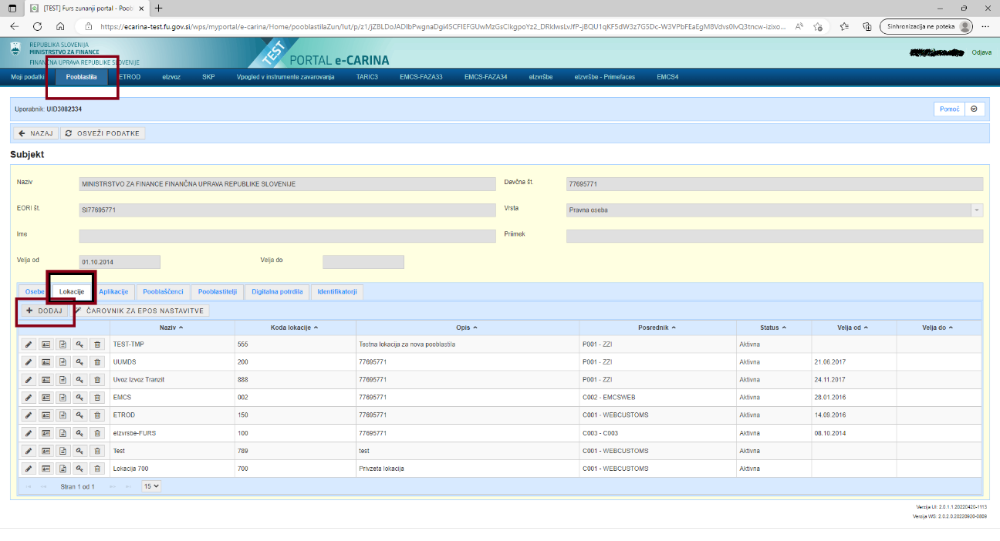 [TEST] Furs zunanji portal - Poob
https://ecarina-test.fu.gov.si/wps/myportal/e-carina/Home/pooblastilaZun/
Sinhronizacija ne poteka
REPUBLIKA SLOVENIJA
MINISTRSTVO ZA FINANCE
FINANČNA UPRAVA REPUBLIKE SLOVENIJE
TEST
PORTAL e-CARINA
Odjava
Moji podatki Pooblastila ETROD eIzvoz SKP Vpogled v instrumente zavarovanja TARIC3 EMCS-FAZA33 EMCS-FAZA34 eIzvršbe eIzvršbe - Primefaces EMCS4
Uporabnik: UID3082334 Pomoč
NAZAJ OSVEŽI PODATKE
Subjekt
Naziv MINISTRSTVO ZA FINANCE FINANČNA UPRAVA REPUBLIKE SLOVENIJE Davčna št. 77695771
EORI št. SI77695771 Vrsta Pravna oseba
Ime Priimek
Velja od 01.10.2014 Velja do
Osebe Lokacije Aplikacije Pooblaščenci Pooblastitelji Digitalna potrdila Identifikatorji
DODAJ ČAROVNIK ZA EPOS NASTAVITVE
Naziv Koda lokacije Opis Posrednik Status Velja od Velja do
TEST-TMP 555 Testna lokacija za nova pooblastila P001 - ZZI Aktivna
UUMDS 200 77695771 P001 - ZZI Aktivna 21.06.2017
Uvoz Izvoz Tranzit 888 77695771 P001 - ZZI Aktivna 24.11.2017
EMCS 002 77695771 C002 - EMCSWEB Aktivna 28.01.2016
ETROD 150 77695771 C001 - WEBCUSTOMS Aktivna 14.09.2016
eIzvrsbe-FURS 100 77695771 C003 - C003 Aktivna 08.10.2014
Test 789 test C001 - WEBCUSTOMS Aktivna
Lokacija 700 700 Privzeta lokacija C001 - WEBCUSTOMS Aktivna
Stran 1 od 1 15
Verzija UI: 2.0.1.1.20220420-1113
Verzija WS: 2.0.2.0.20220920-0809